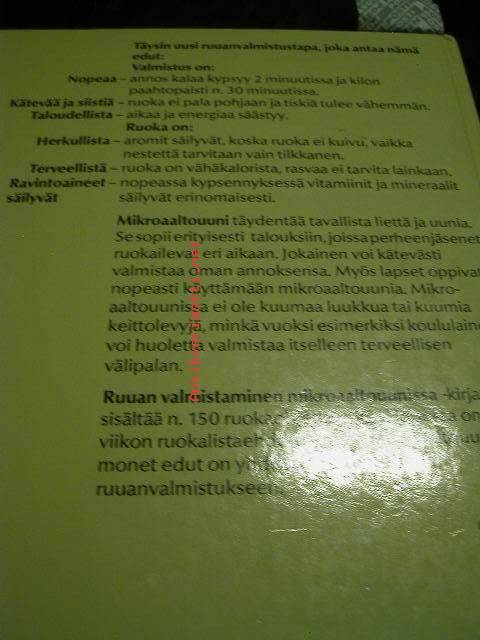 Täysin uusi ruuanvalmistustapa, joka antaa nämä
edut:
Valmistus on:
Nopeaa – annos kalaa kypsyy 2 minuutissa ja kilon
paahtopaisti n. 30 minuutissa.
Kätevää ja siistiä – ruoka ei pala pohjaan ja tiskiä tulee vähemmän.
Taloudellista – aikaa ja energiaa säästyy.
Ruoka on:
Herkullista – aromit säilyvät, koska ruoka ei kuivu, vaikka
nestettä tarvitaan vain tilkkanen.
Terveellistä – ruoka on vähäkalorista, rasvaa ei tarvita lainkaan.
Ravintoaineet – nopeassa kypsennyksessä vitamiinit ja mineraalit
säilyvät säilyvät erinomaisesti.
Mikroaaltouuni täydentää tavallista liettä ja uunia.
Se sopii erityisesti talouksiin, joissa perheenjäsenet
ruokailevat eri aikaan. Jokainen voi kätevästi
valmistaa oman annoksensa. Myös lapset oppivat
nopeasti käyttämään mikroaaltouunia. Mikro-
aaltouunissa ei ole kuumaa luukkua tai kuumia
keittolevyjä, minkä vuoksi esimerkiksi koululaine
voi huoletta valmistaa itselleen terveellisen
välipalan.
Ruuan valmistaminen mikroaaltouunissa -kirja
sisältää n. 150 on
viikon
monet edut on
ruuanvalmistukseen.